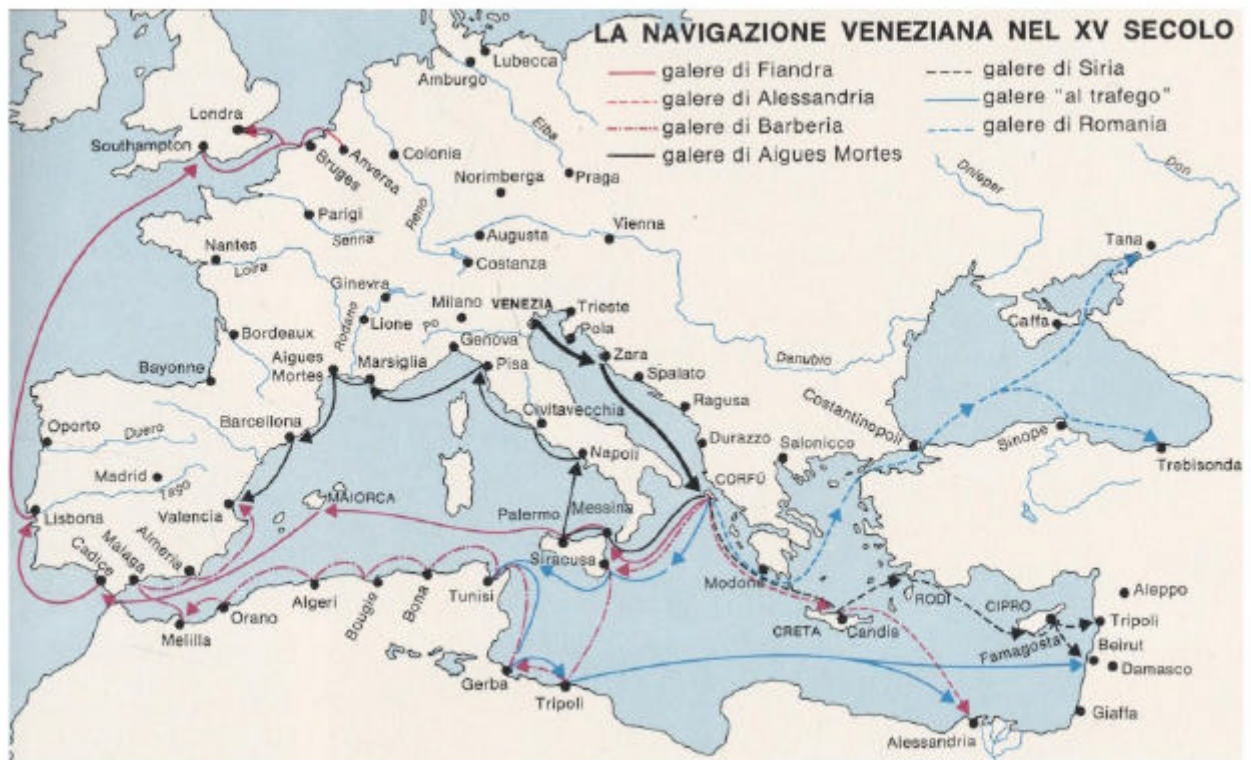 LA NAVIGAZIONE VENEZIANA NEL XV SECOLO
galere di Fiandra
galere di Alessandria
galere di Barberia
galere di Aigues Mortes
galere di Siria
galere "al trafego"
galere di Romania
Lubecca
Amburgo
Londra
Southampton
Bruges
Anversa
Colonia
Elba
Norimberga
Praga
Dnieper
Don
Parigi
Senna
Reno
Augusta
Vienna
Nantes
Loira
Costanza
Tana
Ginevra
Milano
VENEZIA
Trieste
Pola
Caffa
Bordeaux
Rodano
Lione
Po
Genova
Zara
Danubio
Bayonne
Aigues
Mortes
Marsiglia
Pisa
Spalato
Ragusa
Costantinopoli
Oporto
Duero
Barcellona
Civitavecchia
Durazzo
Salonicco
Sinope
Trebisonda
Madrid
Tago
Napoli
Lisbona
Valencia
MAIORCA
Palermo
Messina
CORFÚ
Cadice
Malaga
Almeria
Siracusa
Modone
RODI
CIPRO
Aleppo
Tripoli
Orano
Algeri
Bougie
Bona
Tunisi
Melilla
CRETA
Candia
Famagosta
Beirut
Damasco
Gerba
Tripoli
Giaffa
Alessandria